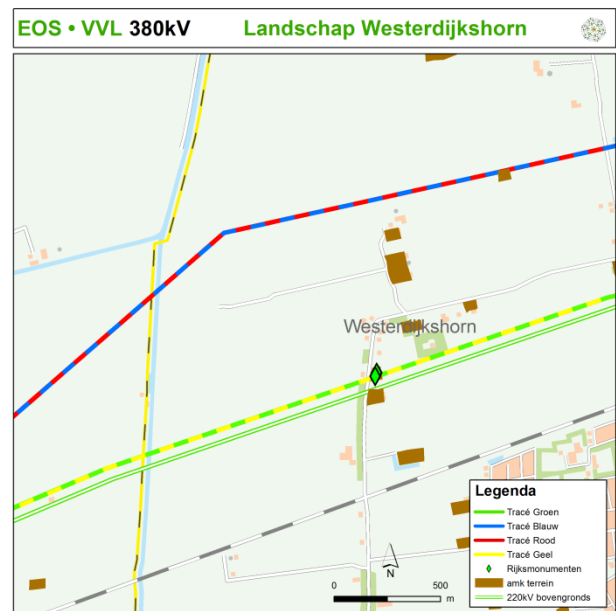 EOS • VVL 380kV Landschap Westerdijkshorn
Westerdijkshorn
Legenda
Tracé Groen
Tracé Blauw
Tracé Rood
Tracé Geel
Rijksmonumenten
amk terrein
220kV bovengronds
N
0 500
m